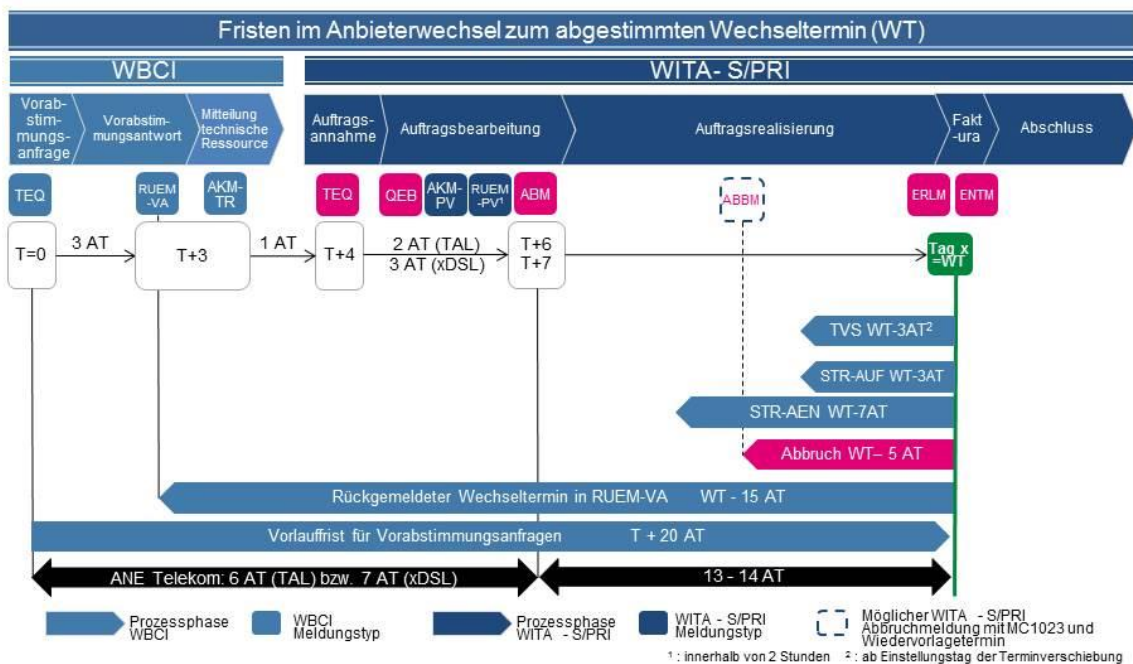 Fristen im Anbieterwechsel zum abgestimmten Wechseltermin (WT)
WBCI
WITA- S/PRI
Vorab-
stim-
mungs-
anfrage
Vorabstim-
mungsantwort
Mitteilung
technische
Ressource
Auftrags-
annahme
Auftragsbearbeitung
Auftragsrealisierung
Fakt
-ura
Abschluss
TEQ
RUEM
-VA
AKM-
TR
TEQ
QEB
AKM-
PV
RUEM
-PV¹
ABM
ABBM
ERLM
ENTM
T=0
3 AT
T+3
1 AT
T+4
2 AT (TAL)
3 AT (xDSL)
T+6
T+7
Tag x
=WT
TVS WT-3AT²
STR-AUF WT-3AT
STR-AEN WT-7AT
Abbruch WT– 5 AT
Rückgemeldeter Wechseltermin in RUEM-VA WT - 15 AT
Vorlauffrist für Vorabstimmungsanfragen T + 20 AT
ANE Telekom: 6 AT (TAL) bzw. 7 AT (xDSL)
13 - 14 AT
Prozessphase
WBCI
WBCI
Meldungstyp
Prozessphase
WITA - S/PRI
WITA - S/PRI
Meldungstyp
Möglicher WITA - S/PRI
Abbruchmeldung mit MC1023 und
Wiedervorlagetermin
¹ : innerhalb von 2 Stunden ² : ab Einstellungstag der Terminverschiebung